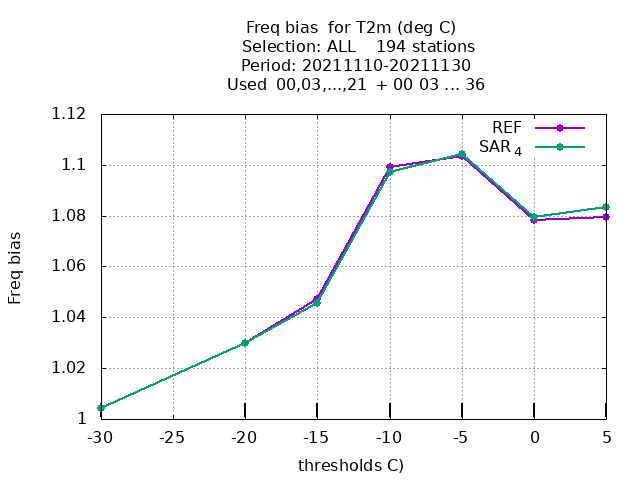 Freq bias  for T2m (deg C)
Selection: ALL    194 stations
Period: 20211110-20211130
Used  00,03,...,21  + 00 03 ... 36
1.12
REF
1.1
SAR 4
1.08
1.06
1.04
1.02
1
Freq bias
-30 -25 -20 -15 -10 -5 0 5
thresholds C)